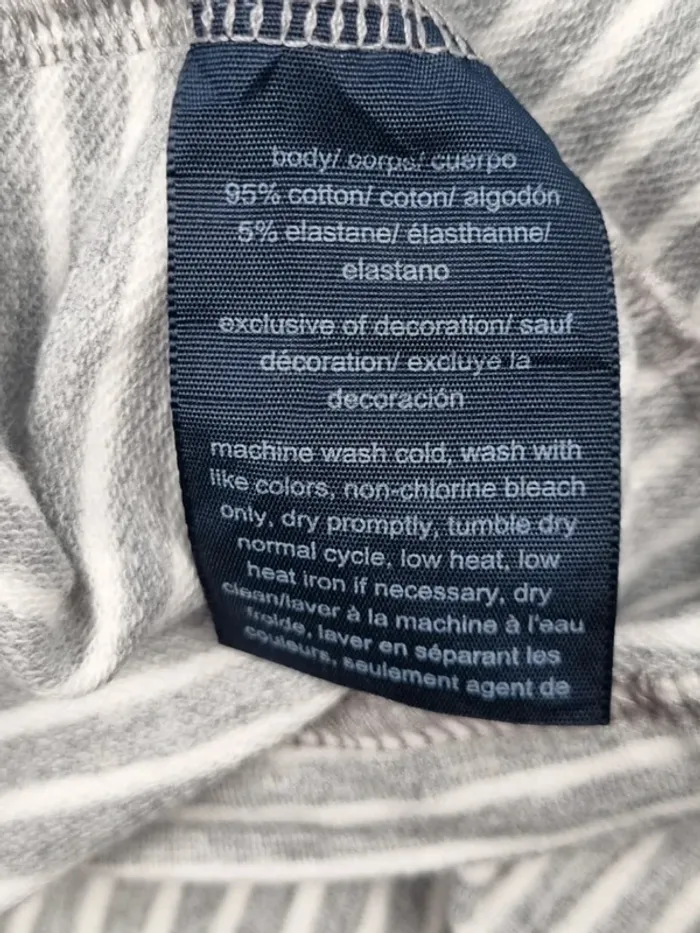 body/ corps/ cuerpo
95% cotton/ coton/ algodón
5% elastane/ élasthanne/
elastano
exclusive of decoration/ sauf
décoration/ excluye la
decoración
machine wash cold, wash with
like colors, non-chlorine bleach
only, dry promptly, tumble dry
normal cycle, low heat, low
heat iron if necessary, dry
clean/laver à la machine à l'eau
froide, laver en séparant les
couleurs, seulement agent de